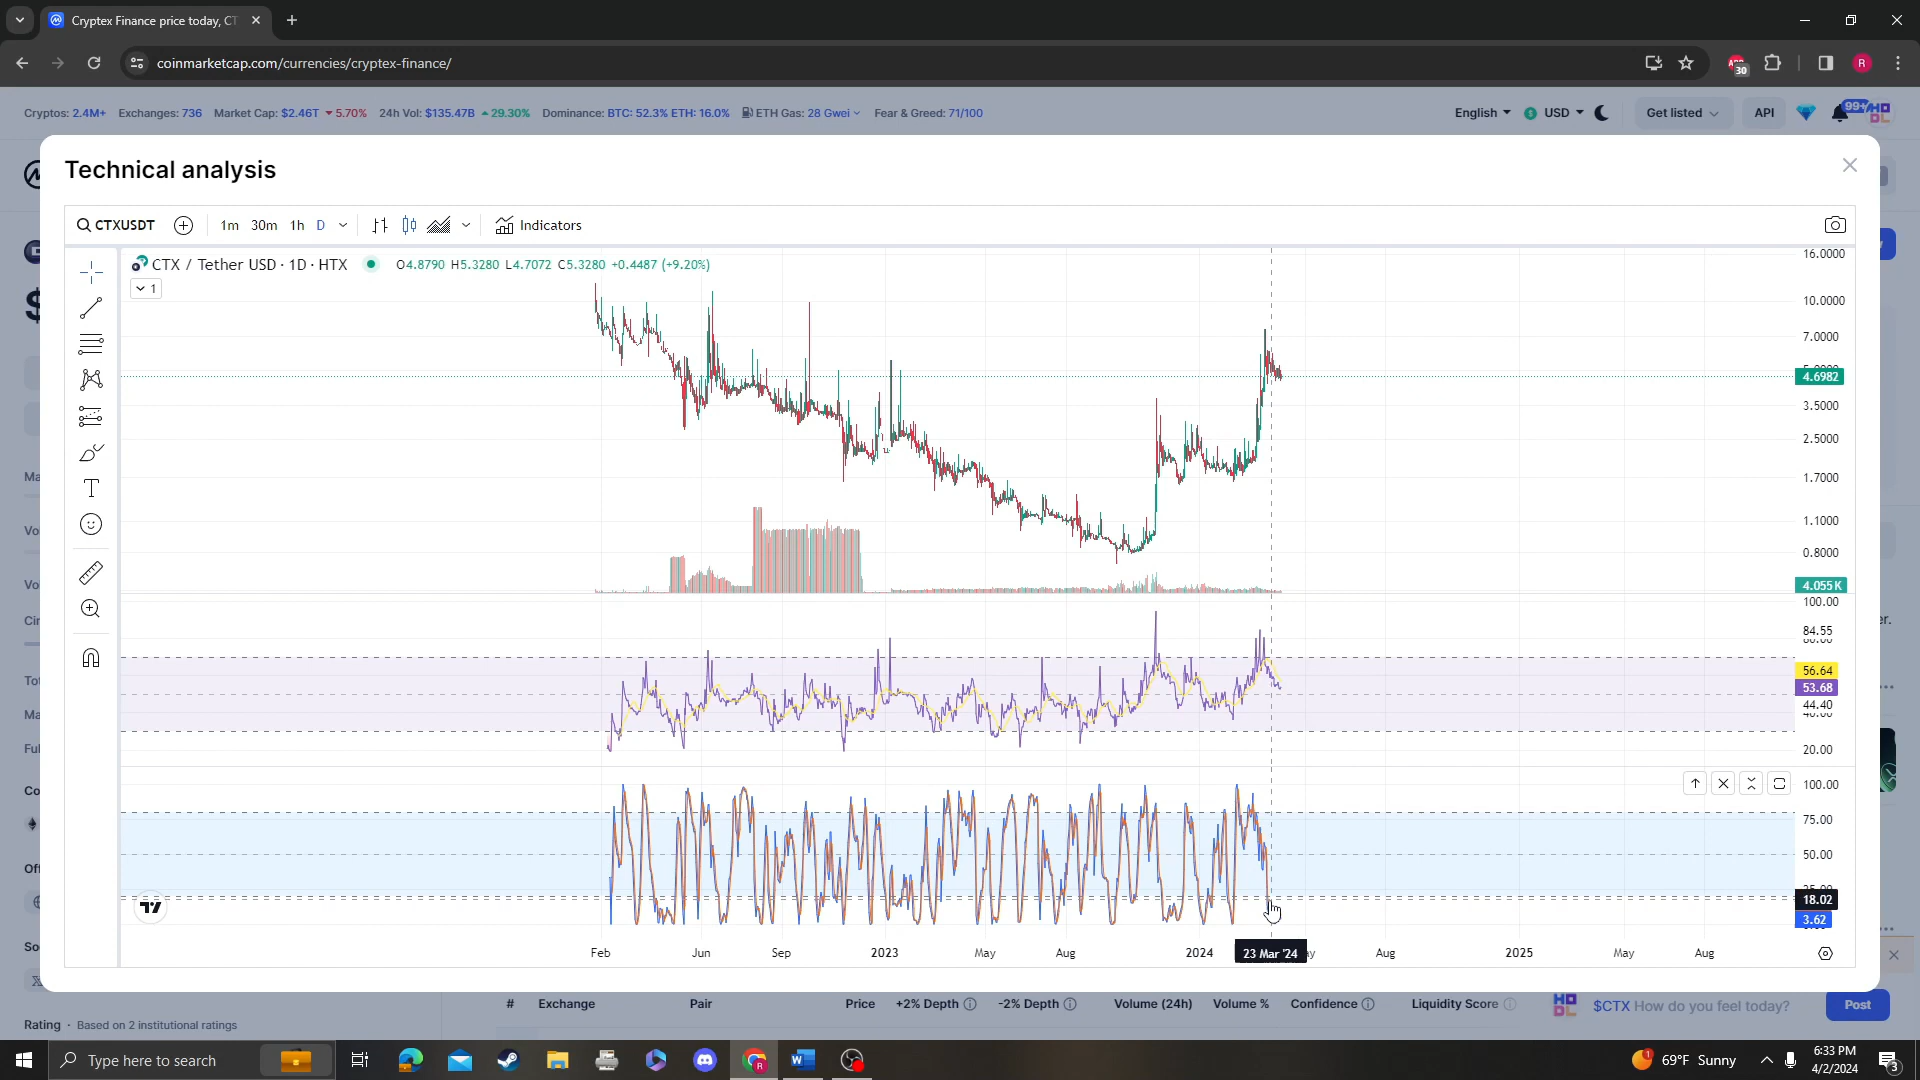 Cryptex Finance price today, CT
coinmarketcap.com/currencies/cryptex-finance/
30
R
Cryptos: 2.4M+ Exchanges: 736 Market Cap: $2.46T 5.70% 24h Vol: $135.47B 29.30% Dominance: BTC: 52.3% ETH: 16.0% ETH Gas: 28 Gwei Fear & Greed: 71/100
English USD Get listed API 99+
Technical analysis
CTXUSDT 1m 30m 1h D Indicators
CTX / Tether USD · 1D · HTX O4.8790 H5.3280 L4.7072 C5.3280 +0.4487 (+9.20%)
1
16.0000
10.0000
7.0000
4.6982
3.5000
2.5000
1.7000
1.1000
0.8000
4.055K
100.00
84.55
56.64
53.68
44.40
20.00
100.00
75.00
50.00
18.02
3.62
Feb Jun Sep 2023 May Aug 2024 23 Mar '24 Aug 2025 May Aug
# Exchange Pair Price +2% Depth -2% Depth Volume (24h) Volume % Confidence Liquidity Score
$CTX How do you feel today?
Post
Rating · Based on 2 institutional ratings
Type here to search
69°F Sunny
6:33 PM
4/2/2024
3